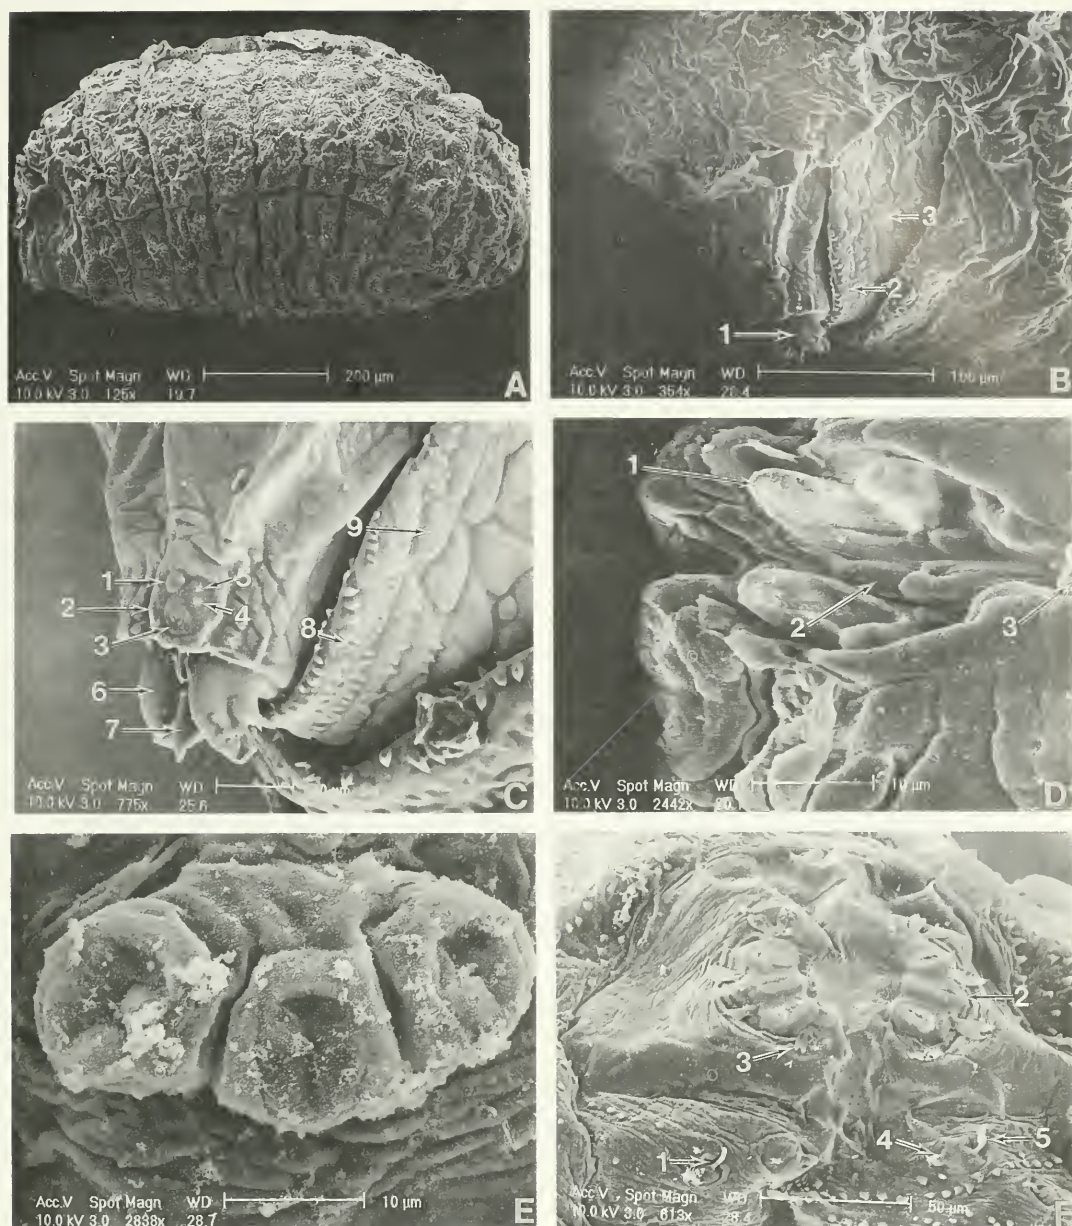 Acc.V Spot Magn WD 200 µm
10.0 kV 3.0 125x 19.7
A
3
2
1
Acc.V Spot Magn WD 100 µm
10.0 kV 3.0 354x
B
9
1 5
2 4
3 8
6
7
Acc.V Spot Magn WD
10.0 kV 3.0 775x 25.6
C
1
2 3
Acc.V Spot Magn WD 10 µm
10.0 kV 3.0 2442x
D
Acc.V Spot Magn WD 10 µm
10.0 kV 3.0 2838x 28.7
E
2
3
4 5
1
Acc.V Spot Magn WD 50 µm
10.0 kV 3.0 613x
F